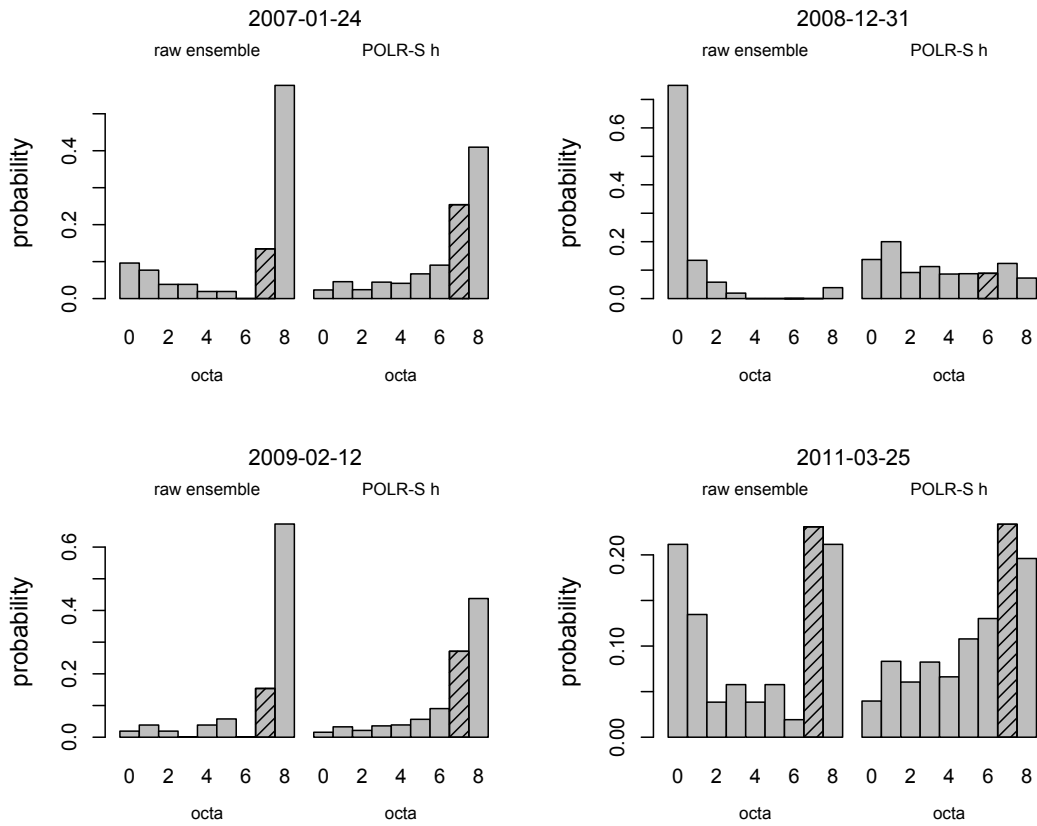 2007-01-24
raw ensemble POLR-S h
probability
0.0 0.2 0.4
0 2 4 6 8 0 2 4 6 8
octa octa
2008-12-31
raw ensemble POLR-S h
probability
0.0 0.2 0.4 0.6
0 2 4 6 8 0 2 4 6 8
octa octa
2009-02-12
raw ensemble POLR-S h
probability
0.0 0.2 0.4 0.6
0 2 4 6 8 0 2 4 6 8
octa octa
2011-03-25
raw ensemble POLR-S h
probability
0.00 0.10 0.20
0 2 4 6 8 0 2 4 6 8
octa octa